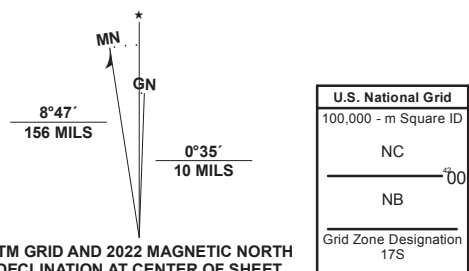 ★
MN
GN
8°47´
156 MILS
0°35´
10 MILS
TM GRID AND 2022 MAGNETIC NORTH
DECLINATION AT CENTER OF SHEET
U.S. National Grid
100,000 - m Square ID
NC
4200
NB
Grid Zone Designation
17S